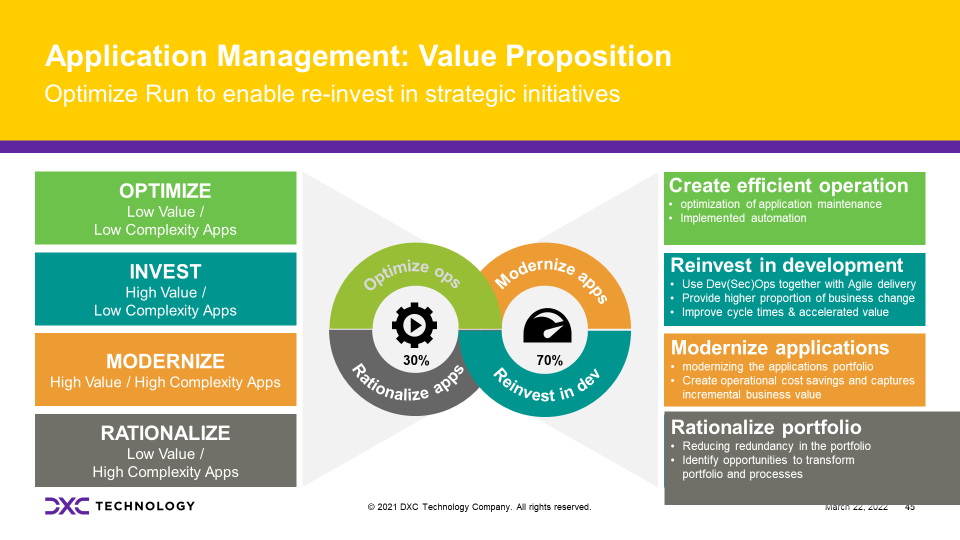 Application Management: Value Proposition
Optimize Run to enable re-invest in strategic initiatives
OPTIMIZE
Low Value /
Low Complexity Apps
INVEST
High Value /
Low Complexity Apps
MODERNIZE
High Value / High Complexity Apps
RATIONALIZE
Low Value /
High Complexity Apps
Optimize ops
30%
Rationalize apps
Modernize apps
70%
Reinvest in dev
Create efficient operation
• optimization of application maintenance
• Implemented automation
Reinvest in development
• Use Dev(Sec)Ops together with Agile delivery
• Provide higher proportion of business change
• Improve cycle times & accelerated value
Modernize applications
• modernizing the applications portfolio
• Create operational cost savings and captures
incremental business value
Rationalize portfolio
• Reducing redundancy in the portfolio
• Identify opportunities to transform
portfolio and processes
DXC TECHNOLOGY
© 2021 DXC Technology Company. All rights reserved.
March 22, 2022 45